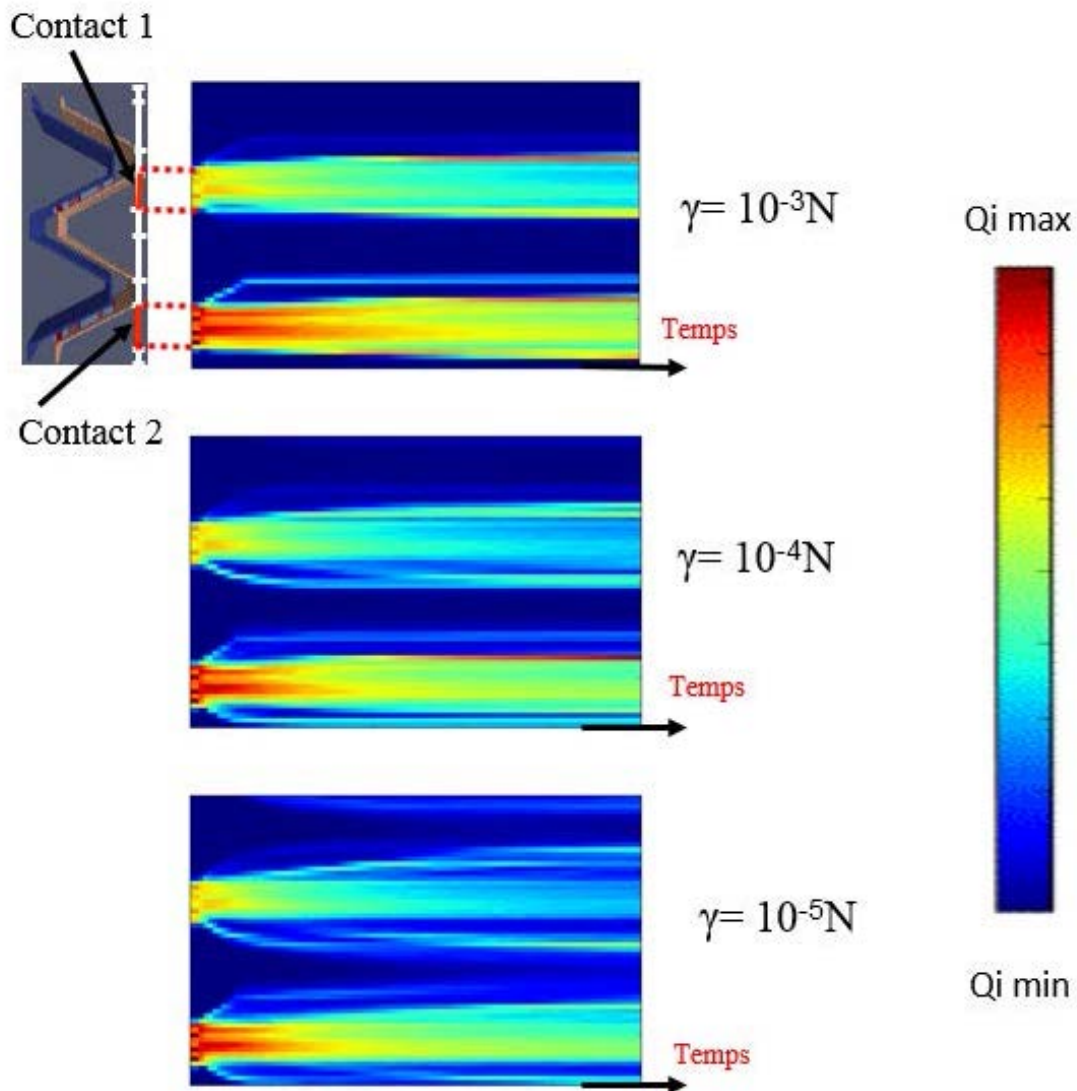 Contact 1
γ= 10⁻³N
Qi max
Temps
Contact 2
γ= 10⁻⁴N
Temps
γ= 10⁻⁵N
Qi min
Temps